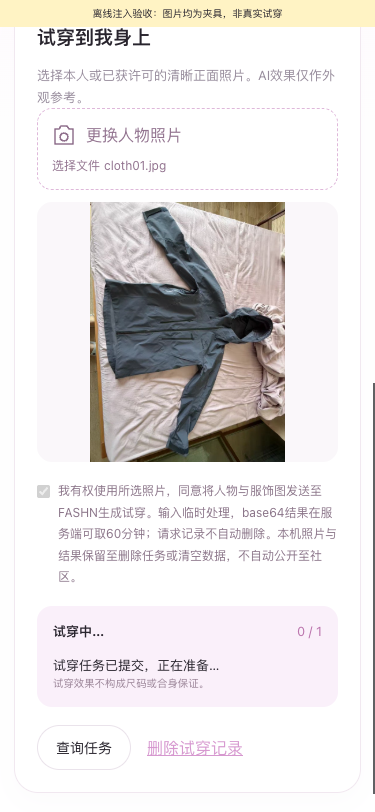 离线注入验收：图片均为夹具，非真实试穿
试穿到我身上
选择本人或已获许可的清晰正面照片。AI效果仅作外
观参考。
更换人物照片
选择文件 cloth01.jpg
我有权使用所选照片，同意将人物与服饰图发送至
FASHN生成试穿。输入临时处理，base64结果在服
务端可取60分钟；请求记录不自动删除。本机照片与
结果保留至删除任务或清空数据，不自动公开至社
区。
试穿中... 0 / 1
试穿任务已提交，正在准备...
试穿效果不构成尺码或合身保证。
查询任务 删除试穿记录